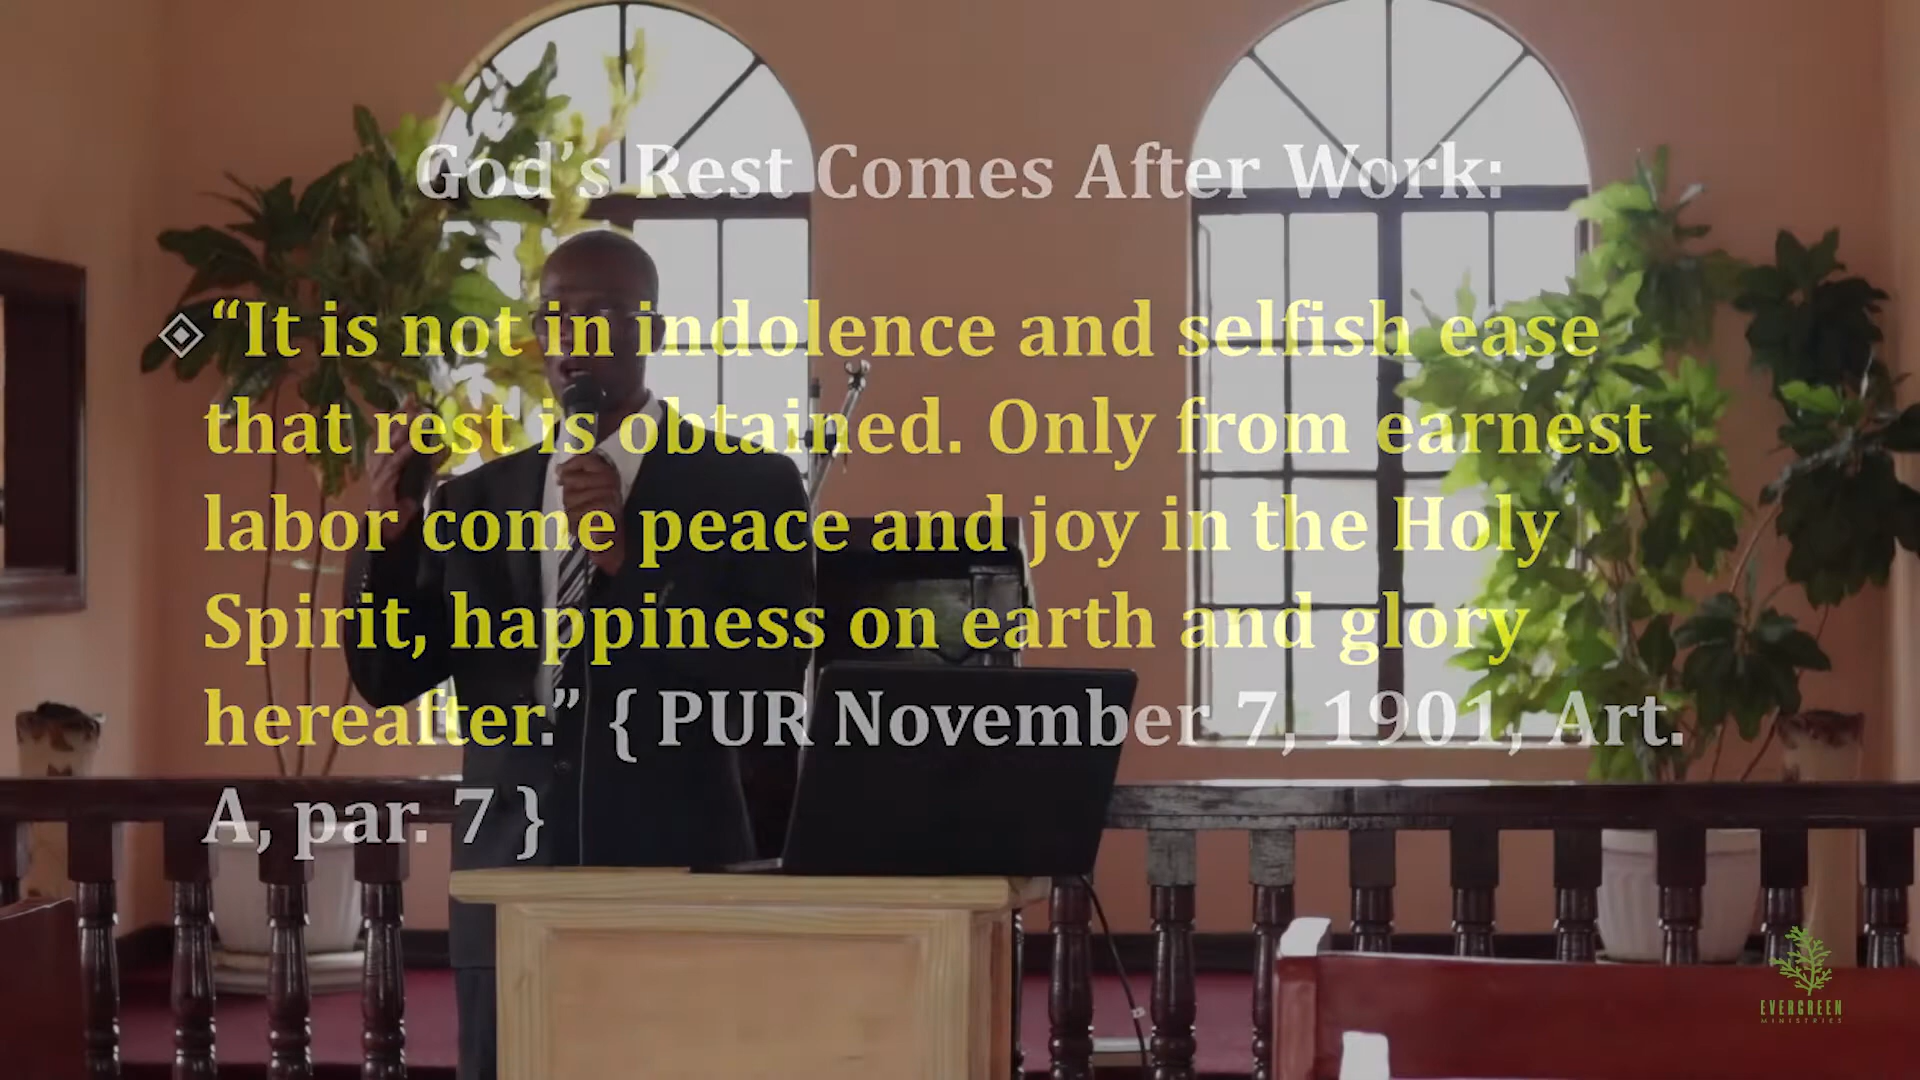 God’s Rest Comes After Work:
“It is not in indolence and selfish ease
that rest is obtained. Only from earnest
labor come peace and joy in the Holy
Spirit, happiness on earth and glory
hereafter.” { PUR November 7, 1901, Art.
A, par. 7 }
EVERGREEN
MINISTRIES